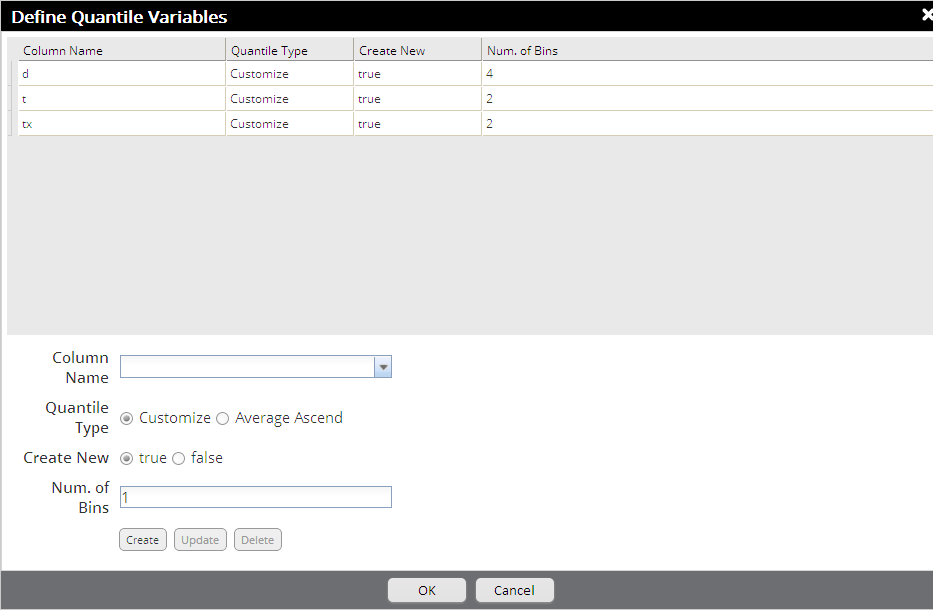 Define Quantile Variables
Column Name Quantile Type Create New Num. of Bins
d Customize true 4
t Customize true 2
tx Customize true 2
Column
Name
Quantile
Type
Customize Average Ascend
Create New true false
Num. of
Bins
1
Create Update Delete
OK Cancel